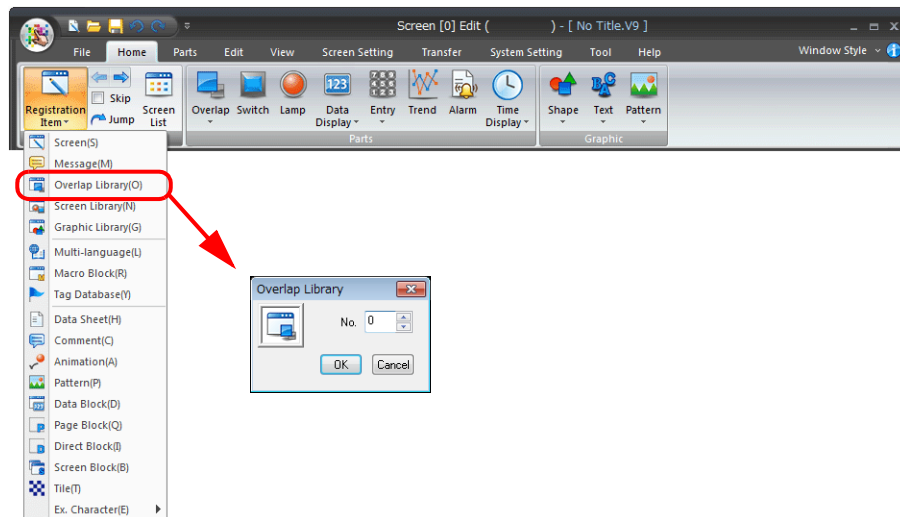 Screen [0] Edit ( ) - [ No Title.V9 ]
File Home Parts Edit View Screen Setting Transfer System Setting Tool Help Window Style
Registration Item
Skip
Jump
Screen List
Overlap Switch Lamp Data Display Entry Trend Alarm Time Display Shape Text Pattern
123
Parts Graphic
Screen(S)
Message(M)
Overlap Library(O)
Screen Library(N)
Graphic Library(G)
Multi-language(L)
Macro Block(R)
Tag Database(Y)
Data Sheet(H)
Comment(C)
Animation(A)
Pattern(P)
Data Block(D)
Page Block(Q)
Direct Block(I)
Screen Block(B)
Tile(T)
Ex. Character(E)
Overlap Library
No. 0
OK Cancel